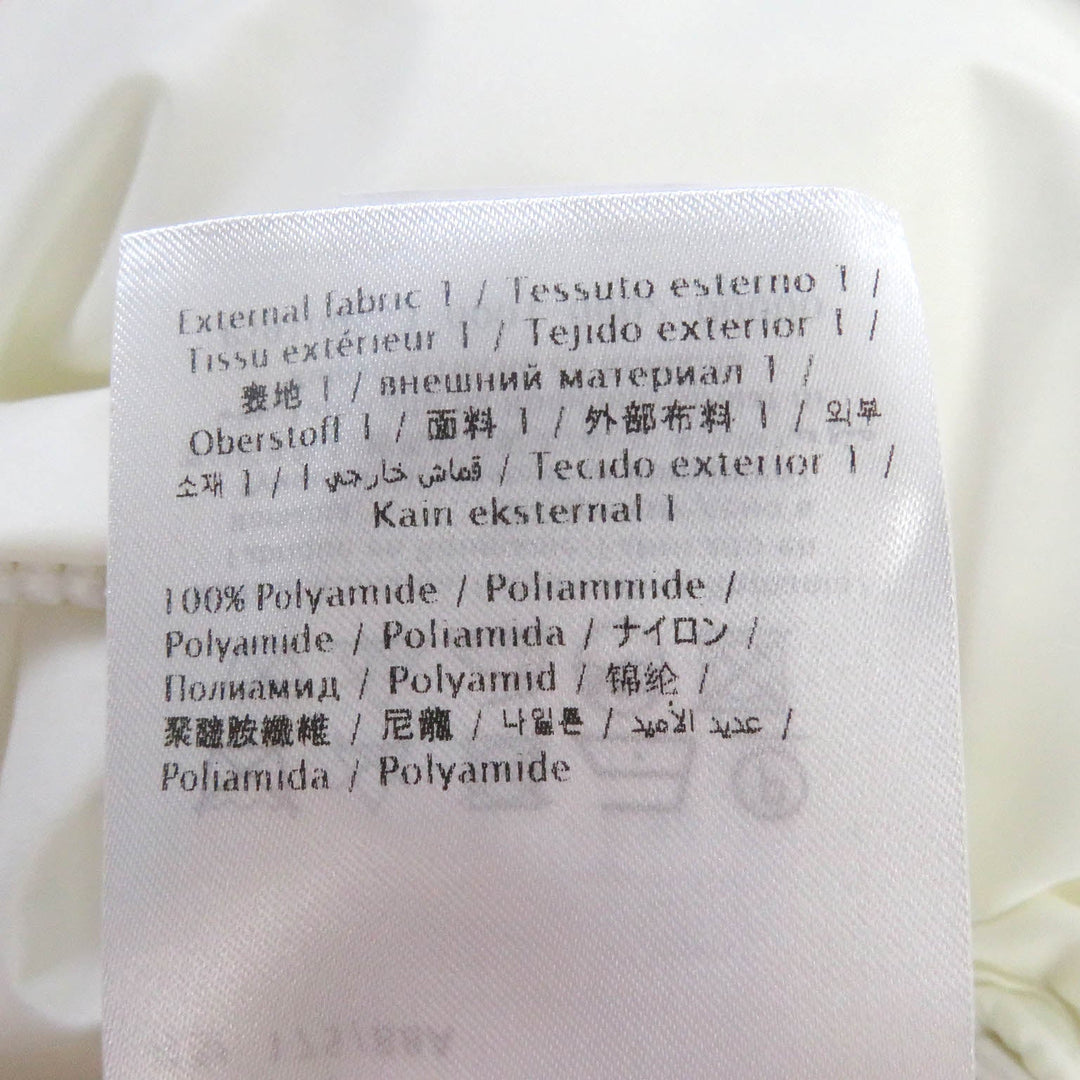 External fabric 1 / Tessuto esterno 1 /
Tissu extérieur 1 / Tejido exterior 1 /
表地 1 / внешний материал 1 /
Oberstoff 1 / 面料 1 / 外部布料 1 / 외부
소재 1 / قماش خارجي 1 / Tecido exterior 1 /
Kain eksternal 1
100% Polyamide / Poliammide /
Polyamide / Poliamida / ナイロン /
Полиамид / Polyamid / 锦纶 /
聚醯胺纖維 / 尼龍 / 나일론 / عديد الأميد /
Poliamida / Polyamide